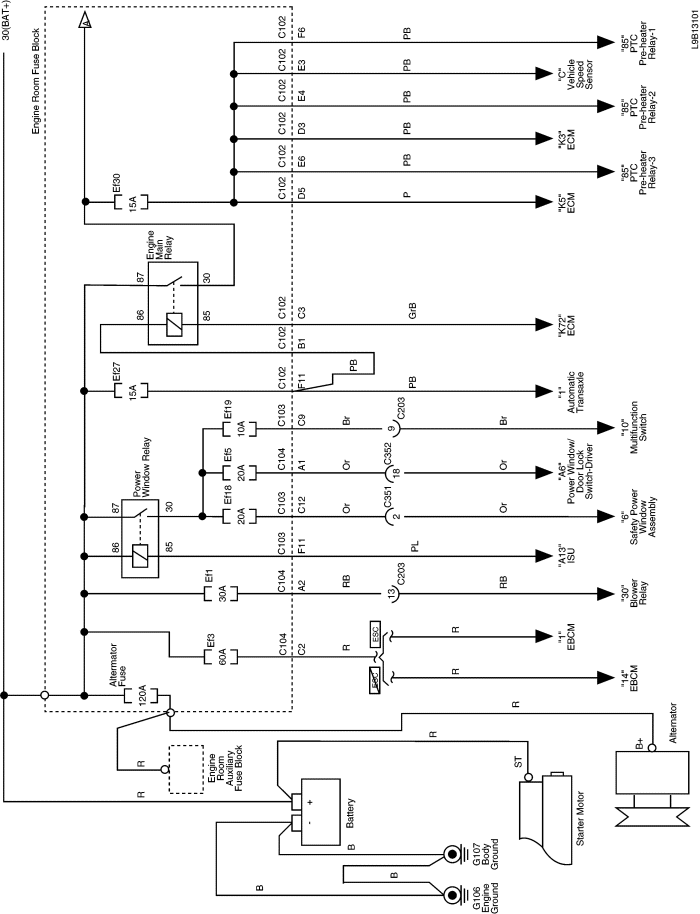 30(BAT+)
Engine Room Fuse Block
A
C102
F6
PB
"85"
PTC
Pre-heater
Relay-1
C102
E3
PB
"C"
Vehicle
Speed
Sensor
C102
E4
PB
"85"
PTC
Pre-heater
Relay-2
C102
D3
PB
"K3"
ECM
C102
E6
PB
"85"
PTC
Pre-heater
Relay-3
Ef30
15A
C102
D5
P
"K5"
ECM
Engine
Main
Relay
87
30
86
85
C102
C3
GrB
"K72"
ECM
C102
B1
PB
Ef27
15A
C102
F11
PB
"1"
Automatic
Transaxle
Ef19
10A
C103
C9
Br
9
C203
Br
"10"
Multifunction
Switch
Ef5
20A
C104
A1
Or
18
C352
Or
"A6"
Power Window/
Door Lock
Switch-Driver
Power
Window Relay
87
30
86
85
Ef18
20A
C103
C12
Or
2
C351
Or
"6"
Safety Power
Window
Assembly
C103
F11
PL
"A13"
ISU
Ef1
30A
C104
A2
RB
13
C203
RB
"30"
Blower
Relay
Ef3
60A
C104
C2
R
ESC
R
"1"
EBCM
ESC
R
"14"
EBCM
Altermator
Fuse
120A
R
B+
Alternator
R
Engine
Room
Auxiliary
Fuse Block
R
ST
Starter Motor
R
+
-
Battery
B
G107
Body
Ground
B
B
G106
Engine
Ground
L9B13101